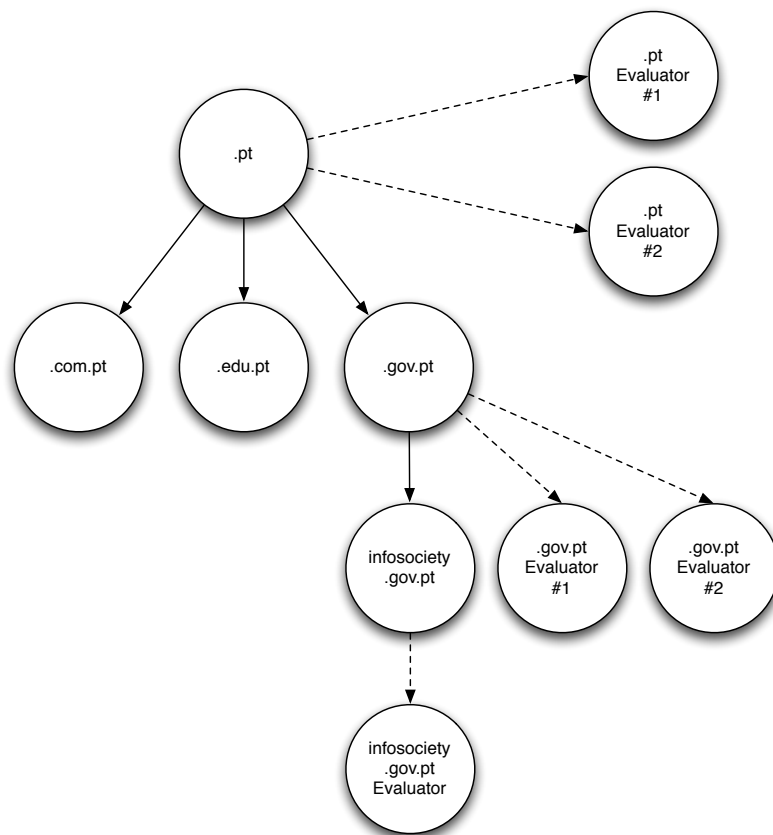 .pt
Evaluator
#1
.pt
.pt
Evaluator
#2
.com.pt
.edu.pt
.gov.pt
infosociety
.gov.pt
.gov.pt
Evaluator
#1
.gov.pt
Evaluator
#2
infosociety
.gov.pt
Evaluator